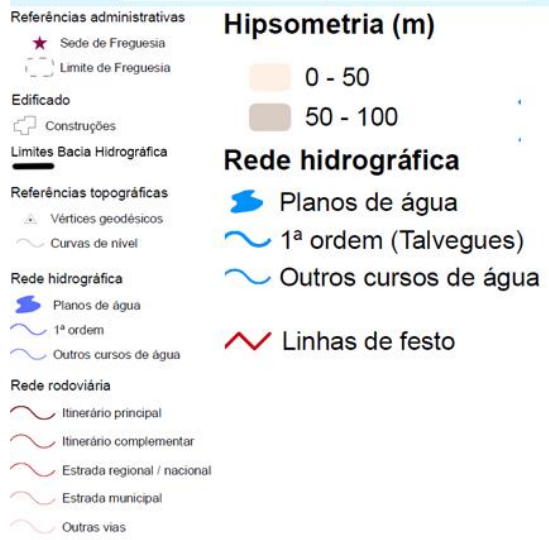 Referências administrativas
Sede de Freguesia
Limite de Freguesia
Edificado
Construções
Limites Bacia Hidrográfica
Referências topográficas
Vértices geodésicos
Curvas de nível
Rede hidrográfica
Planos de água
1ª ordem
Outros cursos de água
Rede rodoviária
Itinerário principal
Itinerário complementar
Estrada regional / nacional
Estrada municipal
Outras vias
Hipsometria (m)
0 - 50
50 - 100
Rede hidrográfica
Planos de água
1ª ordem (Talvegues)
Outros cursos de água
Linhas de festo